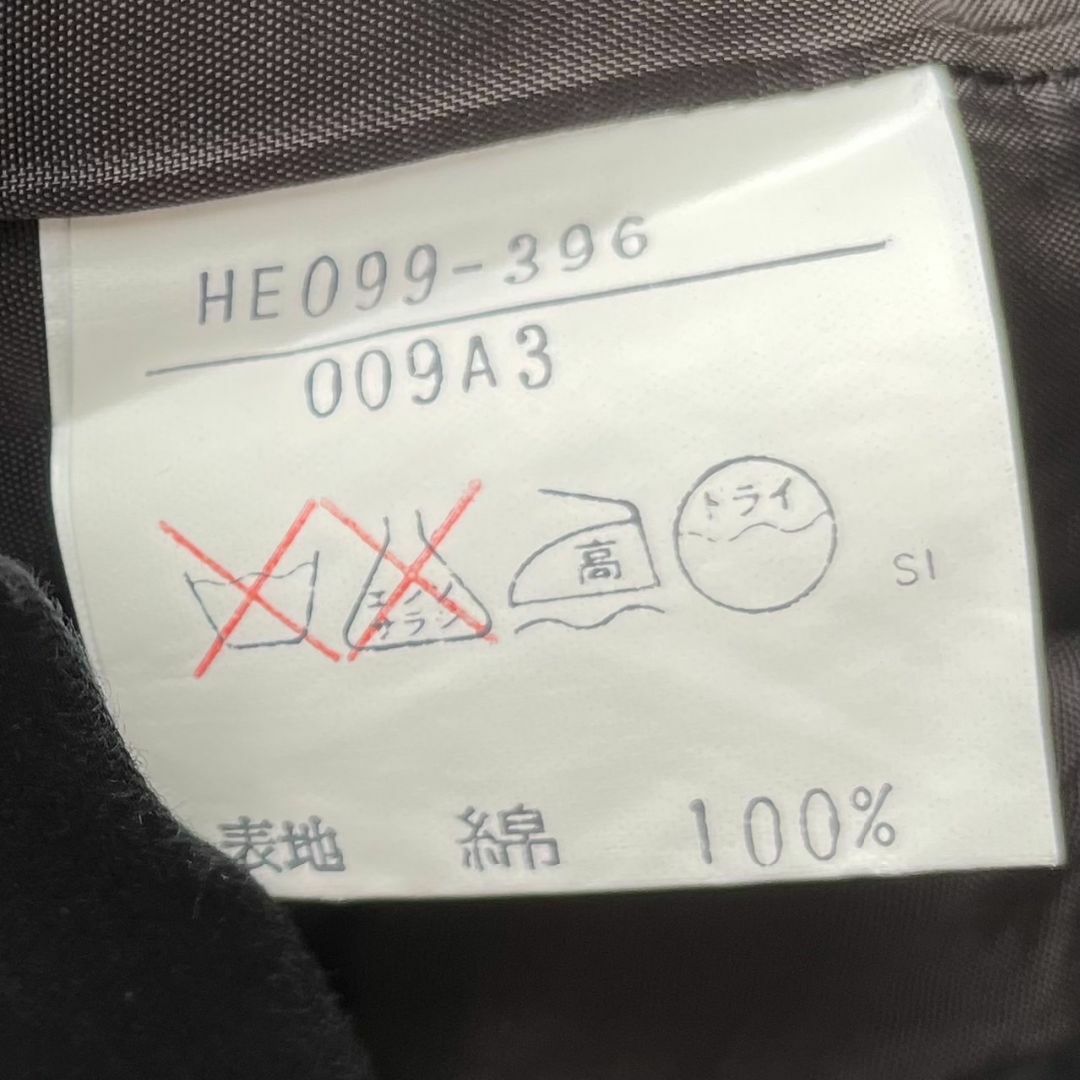 HE099-396
009A3
エンソ
サラシ
高
ドライ
SI
表地 綿 100%